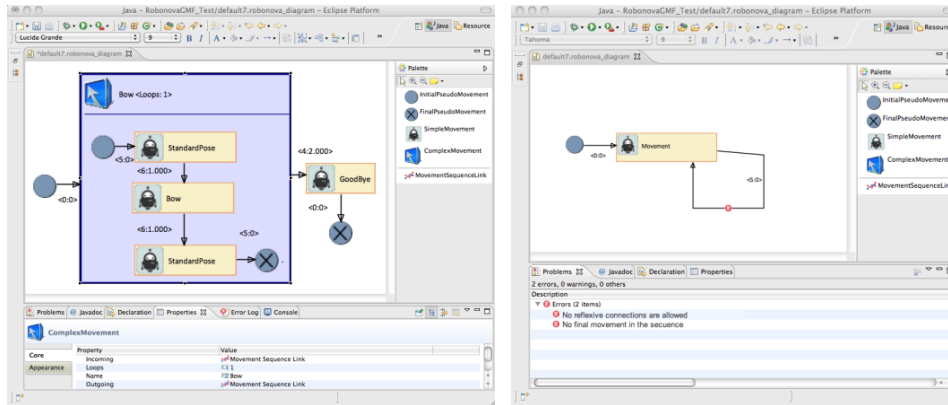 Java - RobonovaGMF_Test/default7.robonova_diagram - Eclipse Platform
Java
Resource
Lucida Grande
9
B I
A
*default7.robonova_diagram
Palette
InitialPseudoMovement
FinalPseudoMovement
SimpleMovement
ComplexMovement
MovementSequenceLink
Bow <Loops: 1>
StandardPose
<5:0>
<6:1.000>
Bow
<6:1.000>
<5:0>
StandardPose
<0:0>
<4:2.000>
GoodBye
<0:0>
Problems @ Javadoc Declaration Properties Error Log Console
ComplexMovement
Core
Appearance
Property Value
Incoming Movement Sequence Link
Loops 1
Name Bow
Outgoing Movement Sequence Link
Java - RobonovaGMF_Test/default7.robonova_diagram - Eclipse Platform
Java
Resource
Tahoma
9
B I
A
default7.robonova_diagram
Palette
InitialPseudoMovemen
FinalPseudoMovemen
SimpleMovement
ComplexMovement
MovementSequenceLin
<0:0>
Movement
<5:0>
Problems @ Javadoc Declaration Properties
2 errors, 0 warnings, 0 others
Description
Errors (2 items)
No reflexive connections are allowed
No final movement in the secuence